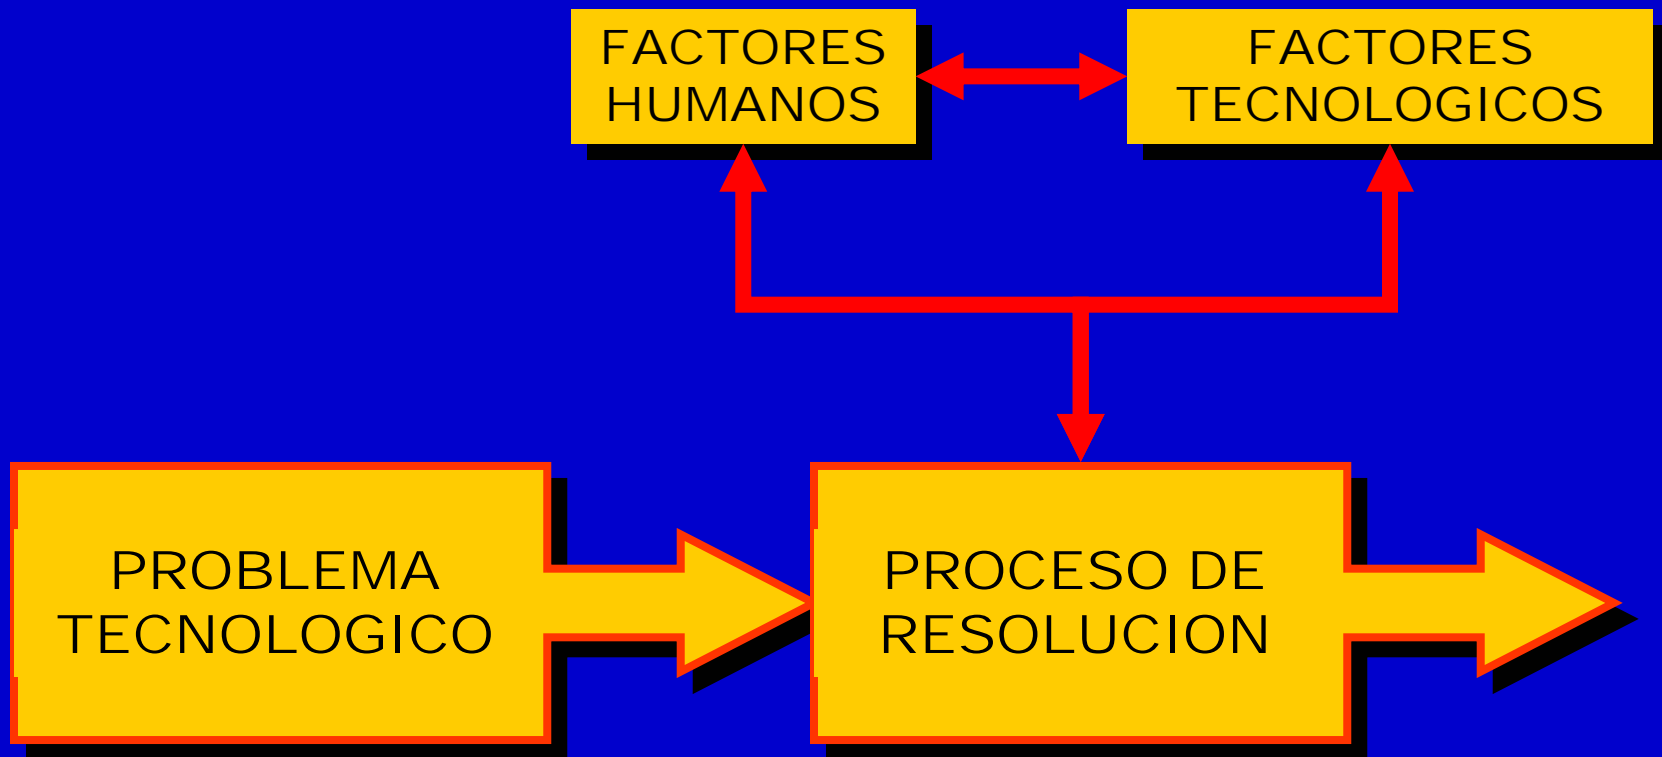 FACTORES
HUMANOS
FACTORES
TECNOLOGICOS
PROBLEMA
TECNOLOGICO
PROCESO DE
RESOLUCION